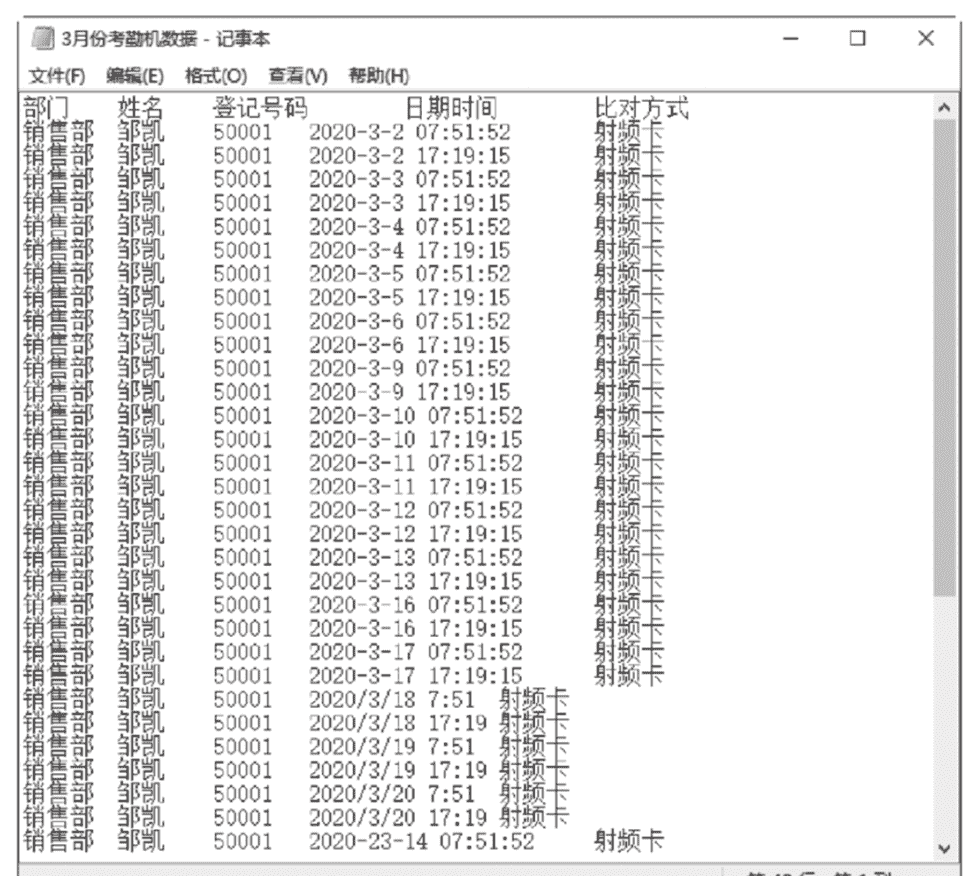 3月份考勤机数据 - 记事本
文件(F) 编辑(E) 格式(O) 查看(V) 帮助(H)
部门 姓名 登记号码 日期时间 比对方式
销售部 邹凯 50001 2020-3-2 07:51:52 射频卡
销售部 邹凯 50001 2020-3-2 17:19:15 射频卡
销售部 邹凯 50001 2020-3-3 07:51:52 射频卡
销售部 邹凯 50001 2020-3-3 17:19:15 射频卡
销售部 邹凯 50001 2020-3-4 07:51:52 射频卡
销售部 邹凯 50001 2020-3-4 17:19:15 射频卡
销售部 邹凯 50001 2020-3-5 07:51:52 射频卡
销售部 邹凯 50001 2020-3-5 17:19:15 射频卡
销售部 邹凯 50001 2020-3-6 07:51:52 射频卡
销售部 邹凯 50001 2020-3-6 17:19:15 射频卡
销售部 邹凯 50001 2020-3-9 07:51:52 射频卡
销售部 邹凯 50001 2020-3-9 17:19:15 射频卡
销售部 邹凯 50001 2020-3-10 07:51:52 射频卡
销售部 邹凯 50001 2020-3-10 17:19:15 射频卡
销售部 邹凯 50001 2020-3-11 07:51:52 射频卡
销售部 邹凯 50001 2020-3-11 17:19:15 射频卡
销售部 邹凯 50001 2020-3-12 07:51:52 射频卡
销售部 邹凯 50001 2020-3-12 17:19:15 射频卡
销售部 邹凯 50001 2020-3-13 07:51:52 射频卡
销售部 邹凯 50001 2020-3-13 17:19:15 射频卡
销售部 邹凯 50001 2020-3-16 07:51:52 射频卡
销售部 邹凯 50001 2020-3-16 17:19:15 射频卡
销售部 邹凯 50001 2020-3-17 07:51:52 射频卡
销售部 邹凯 50001 2020-3-17 17:19:15 射频卡
销售部 邹凯 50001 2020/3/18 7:51 射频卡
销售部 邹凯 50001 2020/3/18 17:19 射频卡
销售部 邹凯 50001 2020/3/19 7:51 射频卡
销售部 邹凯 50001 2020/3/19 17:19 射频卡
销售部 邹凯 50001 2020/3/20 7:51 射频卡
销售部 邹凯 50001 2020/3/20 17:19 射频卡
销售部 邹凯 50001 2020-23-14 07:51:52 射频卡